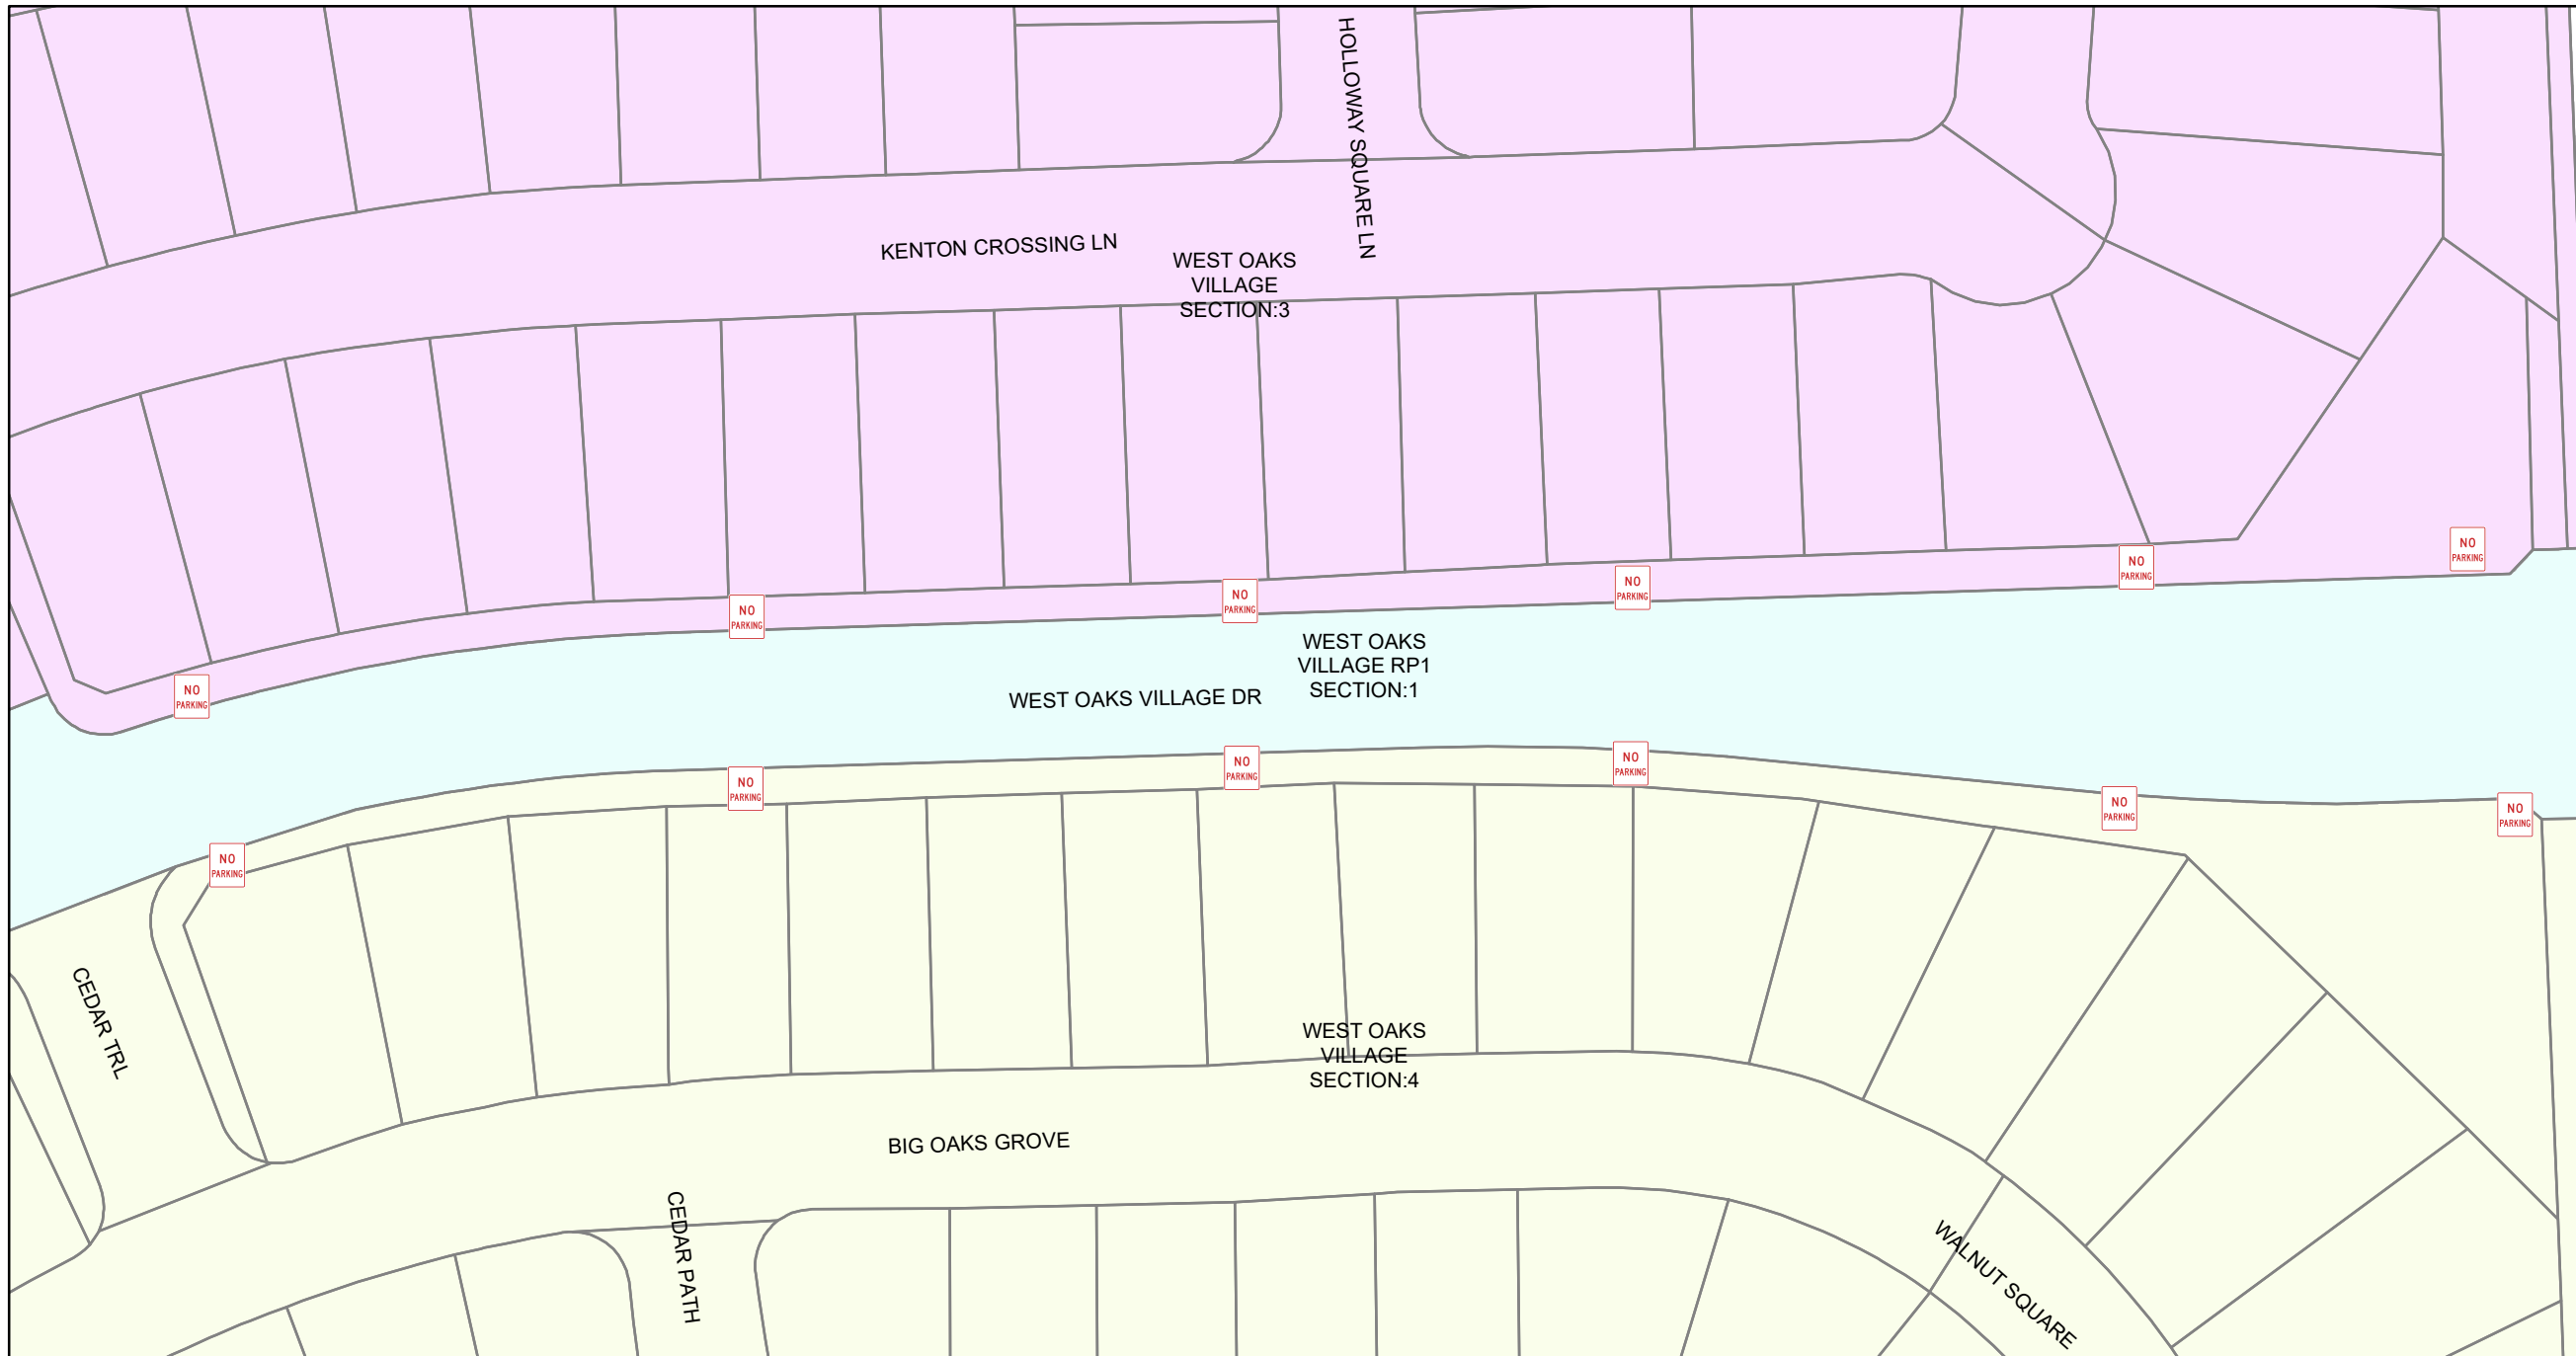 HOLLOWAY SQUARE LN
KENTON CROSSING LN
WEST OAKS
VILLAGE
SECTION:3
NO
PARKING
NO
PARKING
NO
PARKING
NO
PARKING
NO
PARKING
NO
PARKING
WEST OAKS
VILLAGE RP1
SECTION:1
WEST OAKS VILLAGE DR
NO
PARKING
NO
PARKING
NO
PARKING
NO
PARKING
NO
PARKING
NO
PARKING
CEDAR TRL
WEST OAKS
VILLAGE
SECTION:4
BIG OAKS GROVE
CEDAR PATH
WALNUT SQUARE